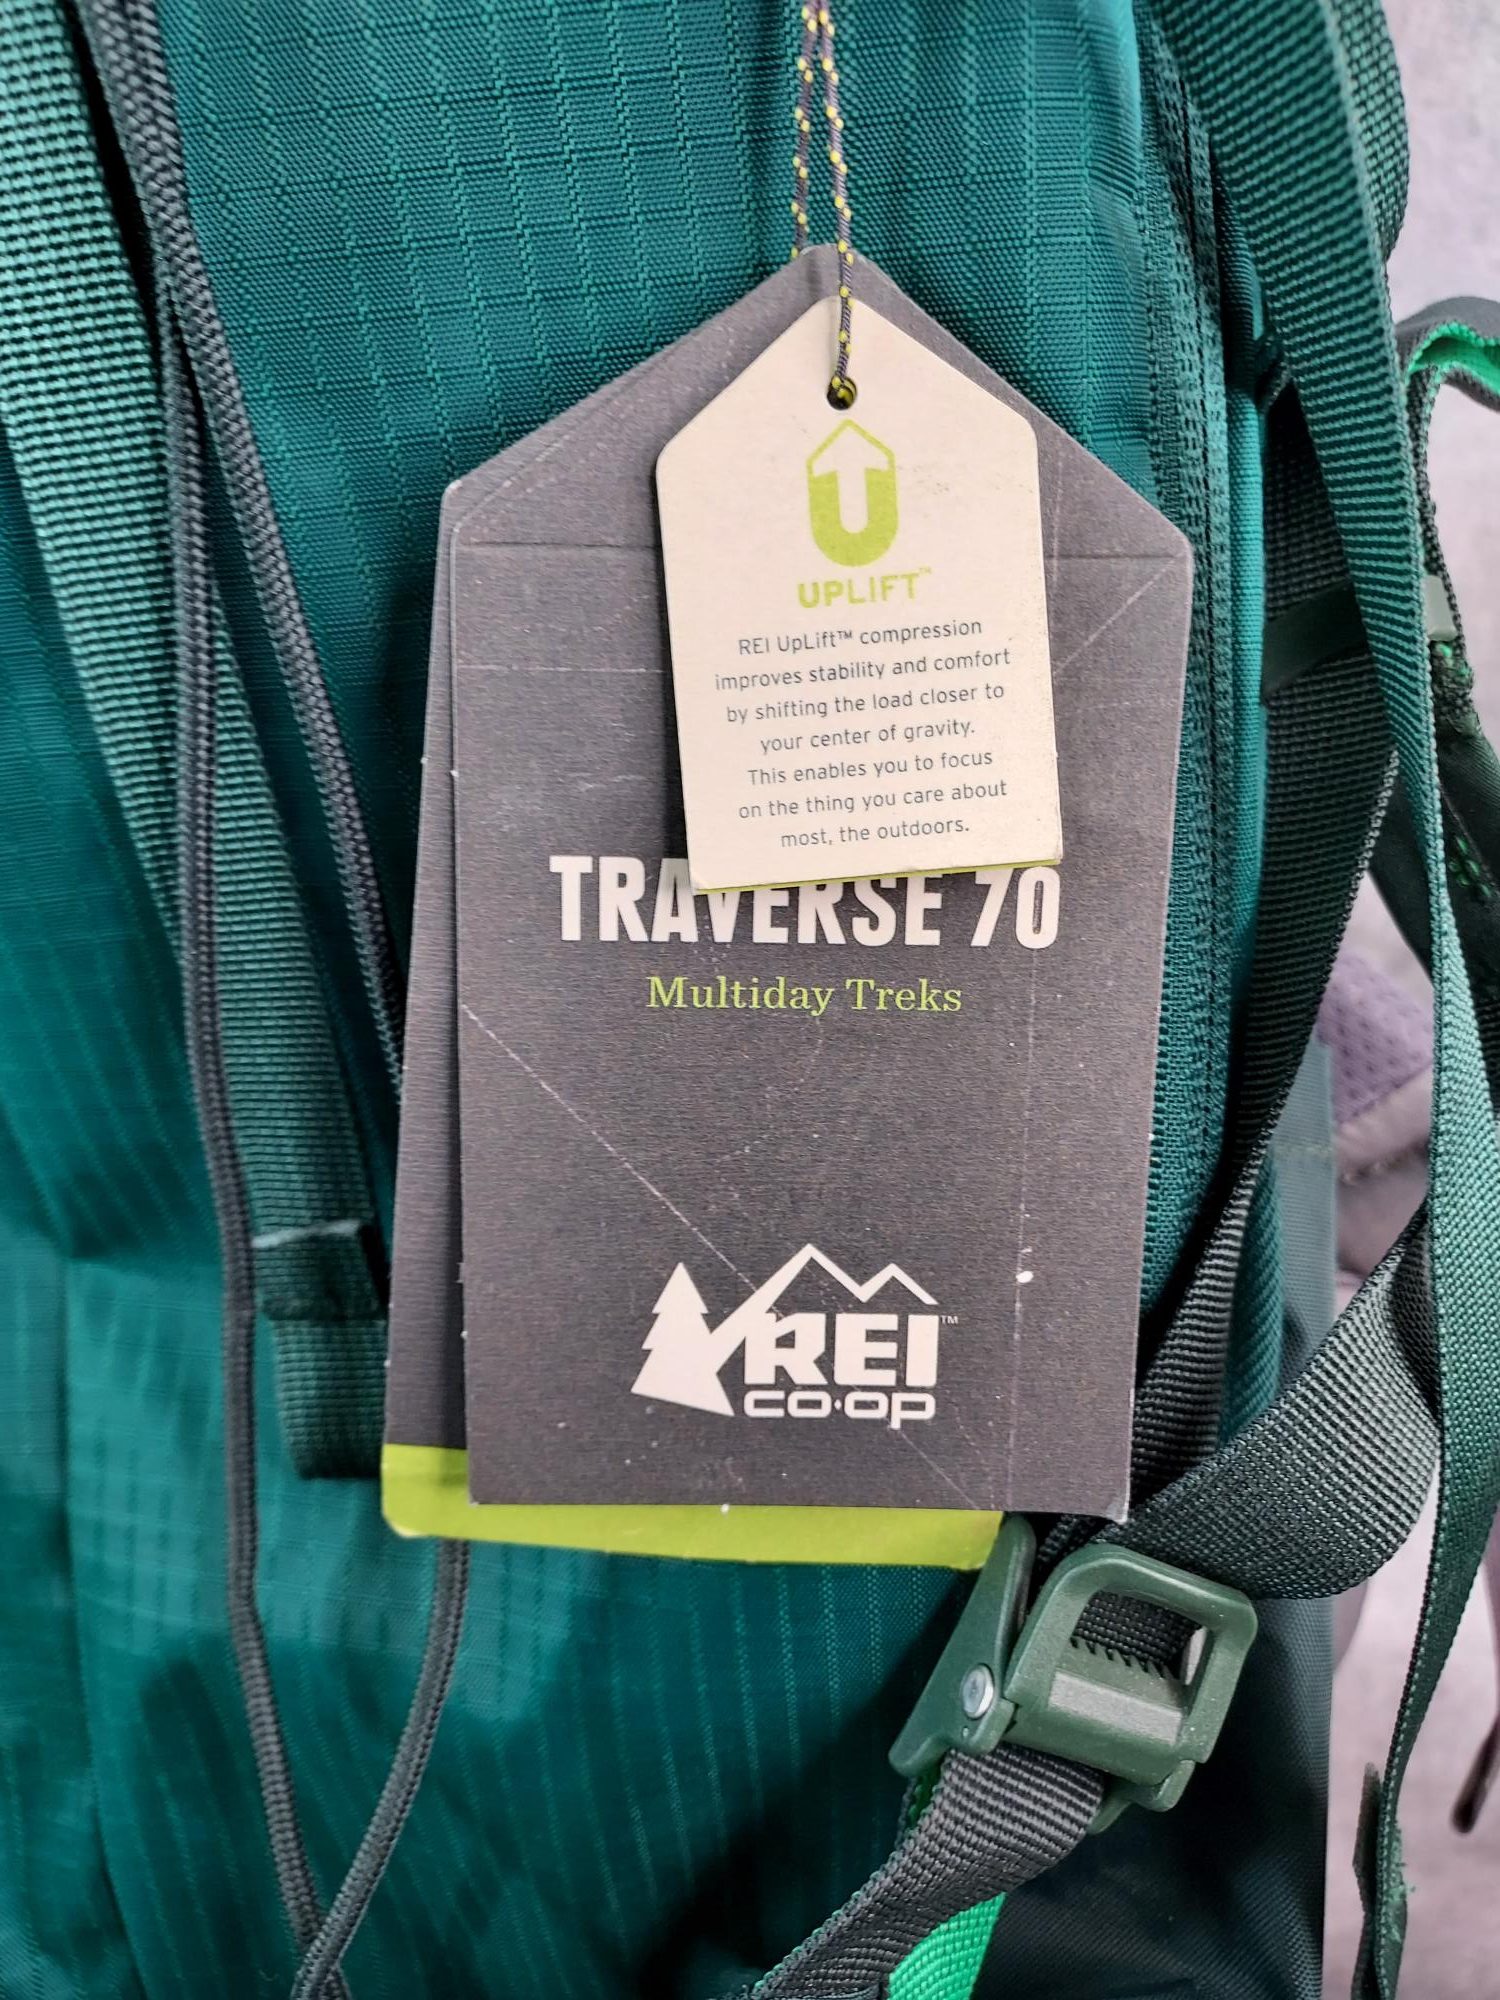 UPLIFT™
REI UpLift™ compression
improves stability and comfort
by shifting the load closer to
your center of gravity.
This enables you to focus
on the thing you care about
most, the outdoors.
TRAVERSE 70
Multiday Treks
REI™
CO·OP